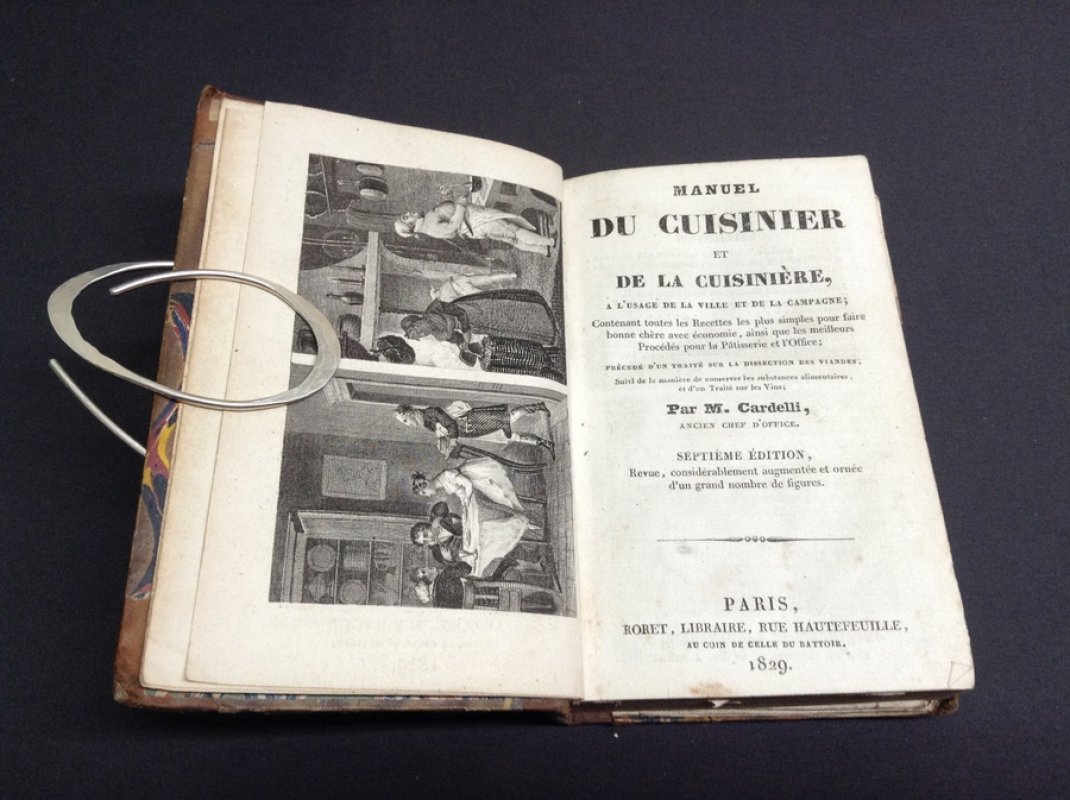 MANUEL
DU CUISINIER
ET
DE LA CUISINIÈRE,
A L'USAGE DE LA VILLE ET DE LA CAMPAGNE;
Contenant toutes les Recettes les plus simples pour faire
bonne chère avec économie, ainsi que les meilleurs
Procédés pour la Pâtisserie et l'Office;
PRÉCÉDÉ D'UN TRAITÉ SUR LA DISSECTION DES VIANDES;
Suivi de la manière de conserver les substances alimentaires,
et d'un Traité sur les Vins;
Par M. Cardelli,
ANCIEN CHEF D'OFFICE.
SEPTIÈME ÉDITION,
Revue, considérablement augmentée et ornée
d'un grand nombre de figures.
PARIS,
RORET, LIBRAIRE, RUE HAUTEFEUILLE,
AU COIN DE CELLE DU BATTOIR.
1829.